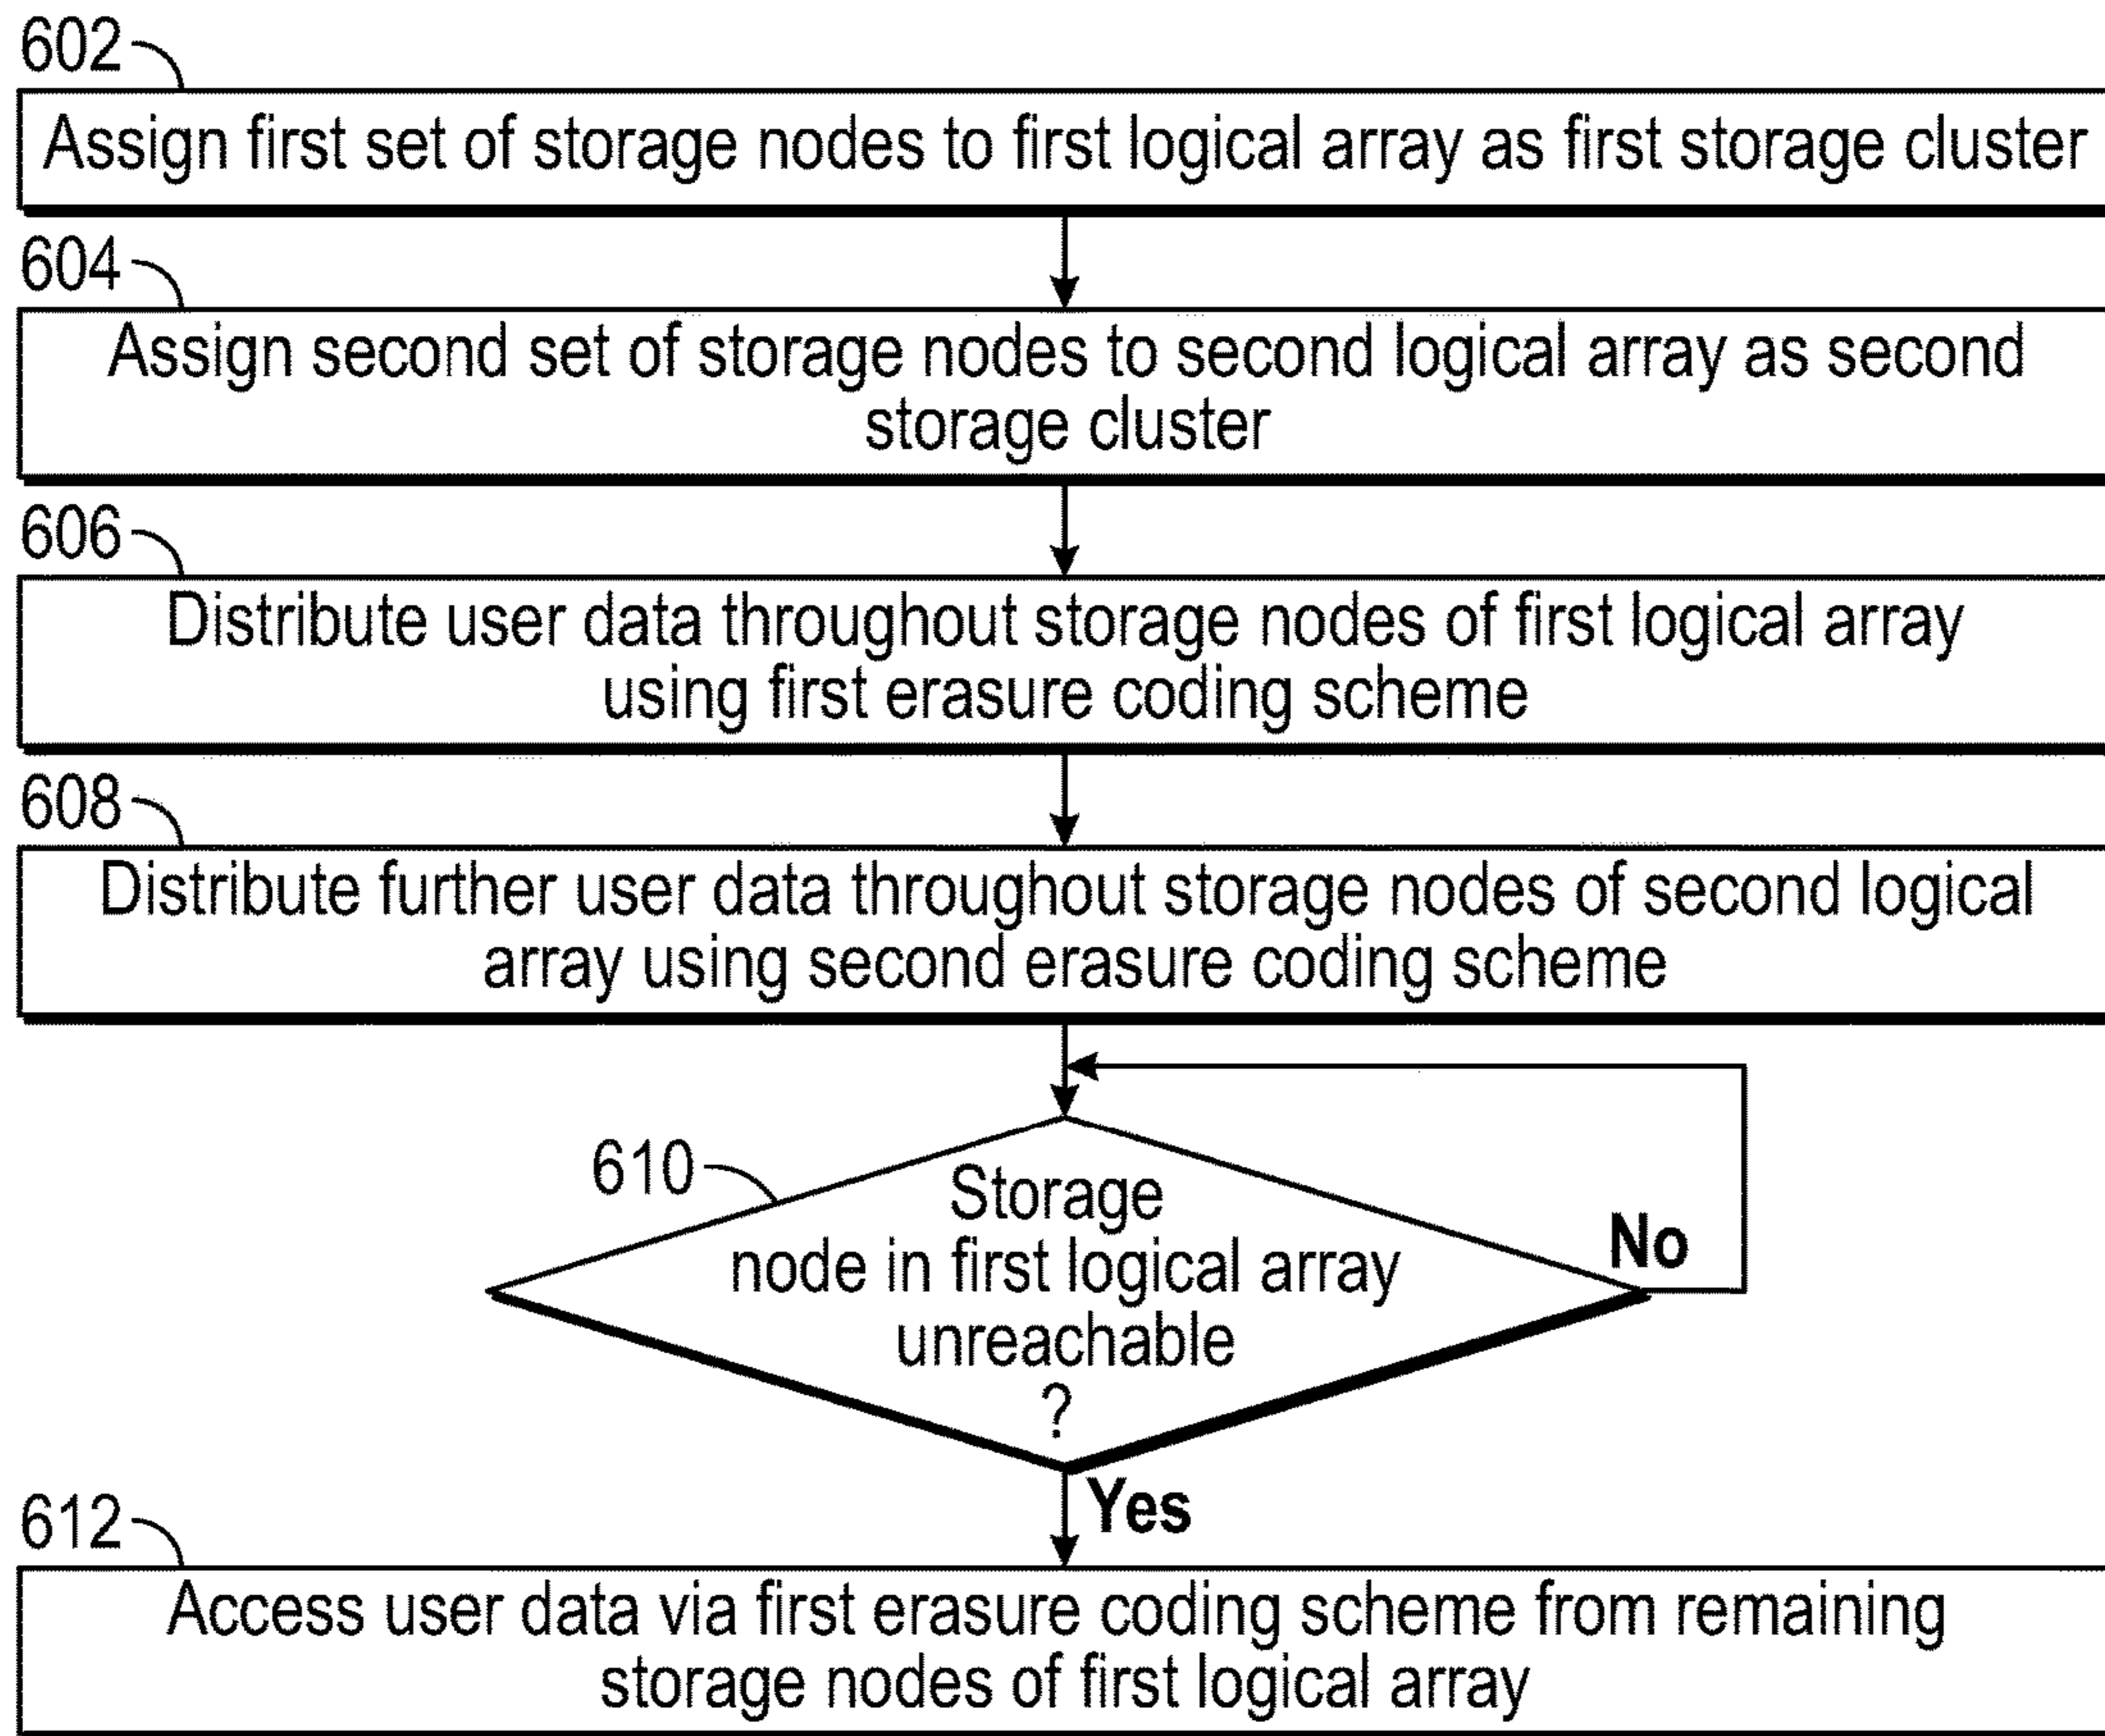 602
Assign first set of storage nodes to first logical array as first storage cluster
604
Assign second set of storage nodes to second logical array as second
storage cluster
606
Distribute user data throughout storage nodes of first logical array
using first erasure coding scheme
608
Distribute further user data throughout storage nodes of second logical
array using second erasure coding scheme
610
Storage
node in first logical array
unreachable
?
No
Yes
612
Access user data via first erasure coding scheme from remaining
storage nodes of first logical array